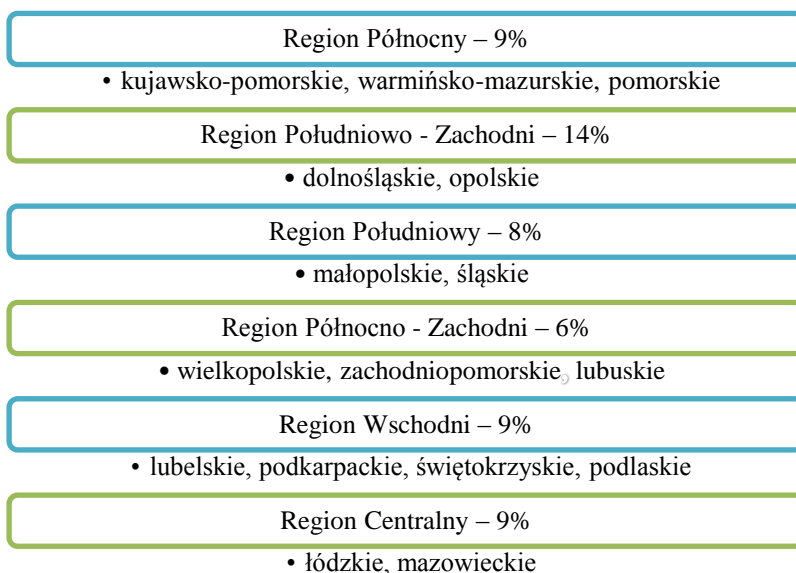 Region Północny – 9%
• kujawsko-pomorskie, warmińsko-mazurskie, pomorskie
Region Południowo - Zachodni – 14%
• dolnośląskie, opolskie
Region Południowy – 8%
• małopolskie, śląskie
Region Północno - Zachodni – 6%
• wielkopolskie, zachodniopomorskie, lubuskie
Region Wschodni – 9%
• lubelskie, podkarpackie, świętokrzyskie, podlaskie
Region Centralny – 9%
• łódzkie, mazowieckie